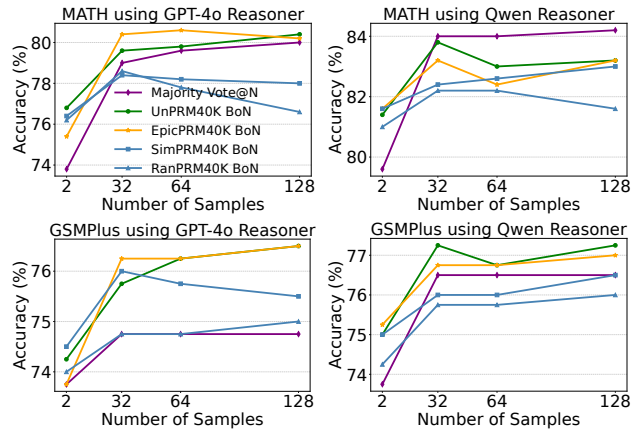 MATH using GPT-4o Reasoner
Accuracy (%)
80
78
76
74
Majority Vote@N
UnPRM40K BoN
EpicPRM40K BoN
SimPRM40K BoN
RanPRM40K BoN
2
32
64
128
Number of Samples
MATH using Qwen Reasoner
Accuracy (%)
84
82
80
2
32
64
128
Number of Samples
GSMPlus using GPT-4o Reasoner
Accuracy (%)
76
75
74
2
32
64
128
Number of Samples
GSMPlus using Qwen Reasoner
Accuracy (%)
77
76
75
74
2
32
64
128
Number of Samples